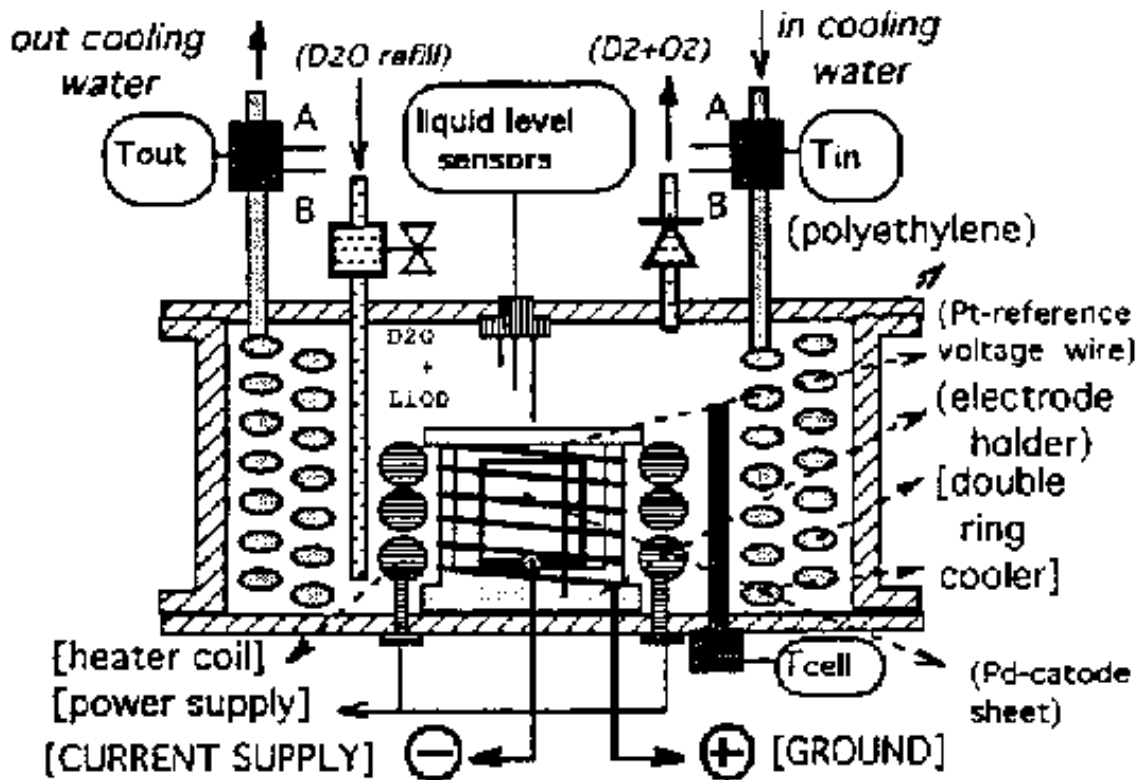 out cooling
water
(D2O refill)
(D2+O2)
in cooling
water
A
liquid level
sensors
A
Tout
Tin
B
B
(polyethylene)
D2O
+
LiOD
(Pt-reference
voltage wire)
(electrode
holder)
[double
ring
cooler]
[heater coil]
Tcell
(Pd-catode
sheet)
[power supply]
[CURRENT SUPPLY]
−
+
[GROUND]